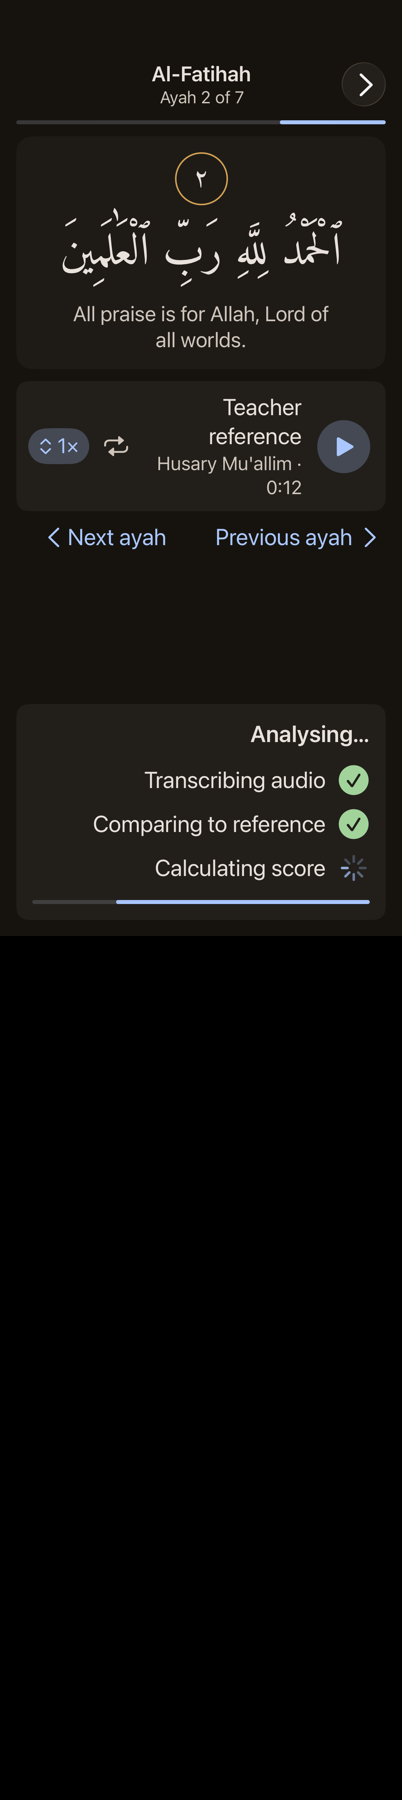 Al-Fatihah
Ayah 2 of 7
٢
ٱلْحَمْدُ لِلَّهِ رَبِّ ٱلْعَـٰلَمِينَ
All praise is for Allah, Lord of
all worlds.
Teacher
reference
Husary Mu'allim ·
0:12
1×
Previous ayah
Next ayah
Analysing...
Transcribing audio
Comparing to reference
Calculating score